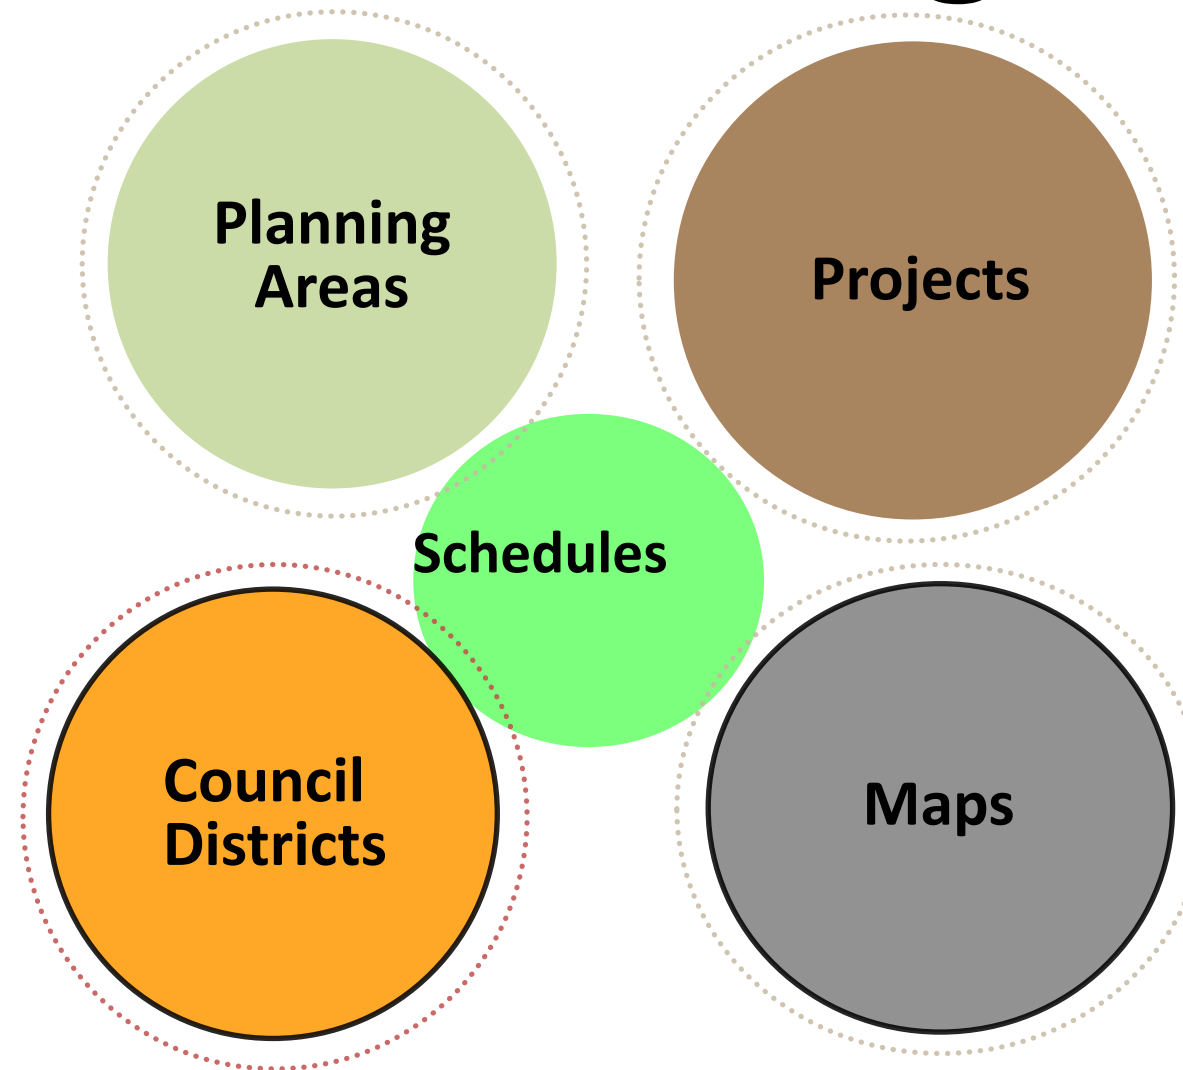 Planning
Areas
Projects
Schedules
Council
Districts
Maps